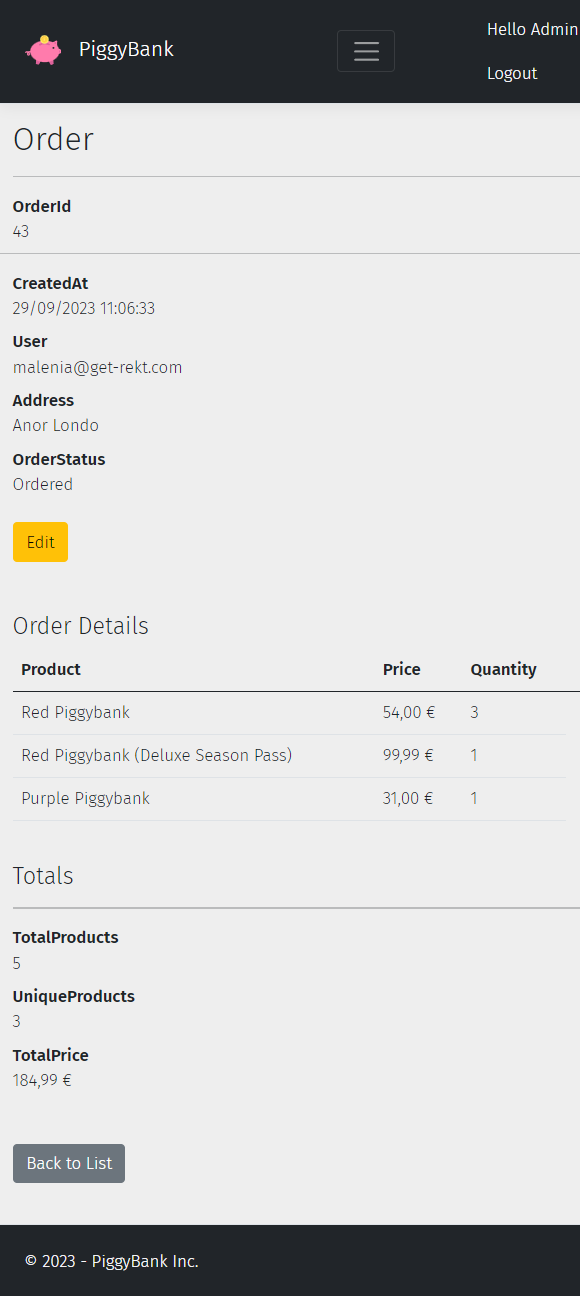 PiggyBank
Hello Admin
Logout
Order
OrderId
43
CreatedAt
29/09/2023 11:06:33
User
malenia@get-rekt.com
Address
Anor Londo
OrderStatus
Ordered
Edit
Order Details
Product Price Quantity
Red Piggybank 54,00 € 3
Red Piggybank (Deluxe Season Pass) 99,99 € 1
Purple Piggybank 31,00 € 1
Totals
TotalProducts
5
UniqueProducts
3
TotalPrice
184,99 €
Back to List
© 2023 - PiggyBank Inc.